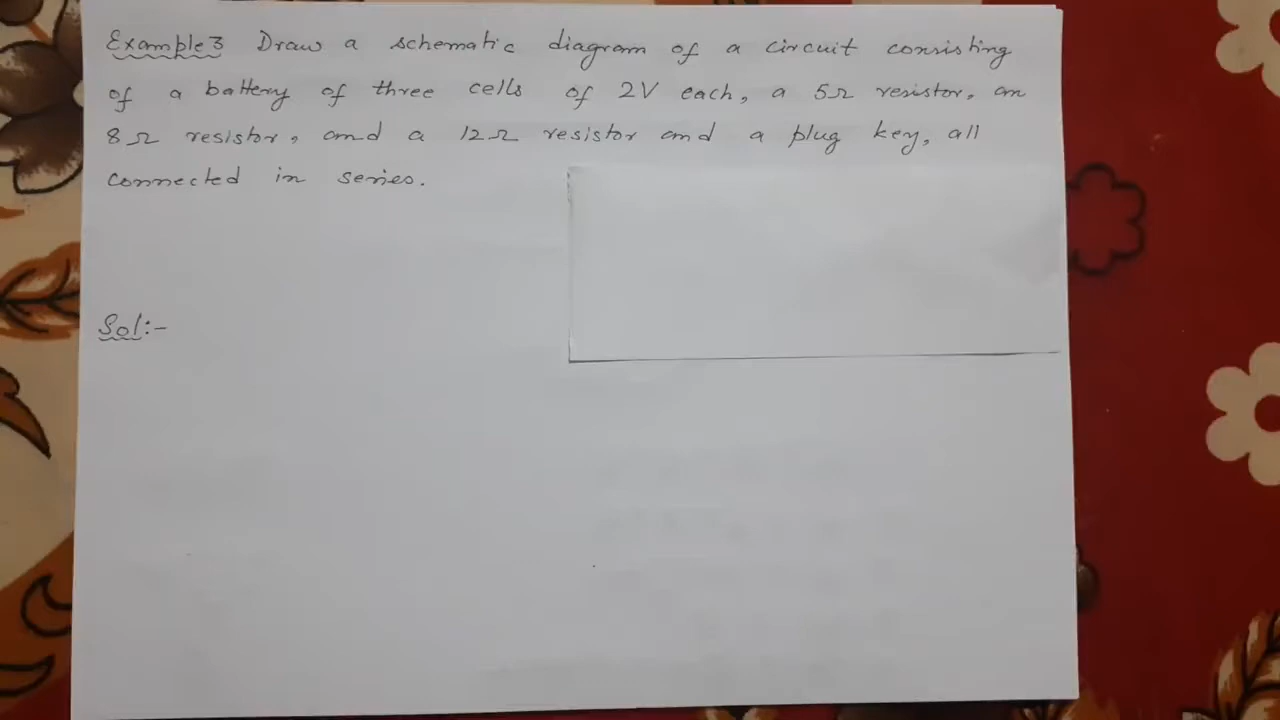 Example 3 Draw a schematic diagram of a circuit consisting
of a battery of three cells of 2V each, a 5Ω resistor, an
8Ω resistor, and a 12Ω resistor and a plug key, all
connected in series.
Sol:-